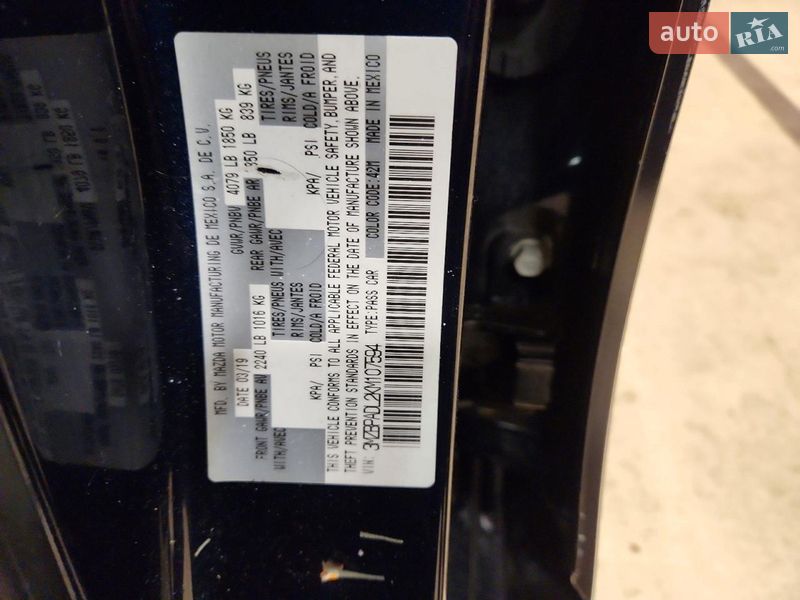 MFD. BY MAZDA MOTOR MANUFACTURING DE MEXICO S.A. DE C.V.
DATE 03/19 GVWR/PNBV 4079 LB 1850 KG
FRONT GAWR/PNBE AV 2240 LB 1016 KG REAR GAWR/PNBE AR 1850 LB 839 KG
WITH/AVEC TIRES/PNEUS WITH/AVEC TIRES/PNEUS
RIMS/JANTES RIMS/JANTES
KPA/ PSI COLD/A FROID KPA/ PSI COLD/A FROID
THIS VEHICLE CONFORMS TO ALL APPLICABLE FEDERAL MOTOR VEHICLE SAFETY, BUMPER, AND
THEFT PREVENTION STANDARDS IN EFFECT ON THE DATE OF MANUFACTURE SHOWN ABOVE.
VIN: 3MZBPADL2KM107594 TYPE:PASS CAR COLOR CODE:42M MADE IN MEXICO
auto RIA .com